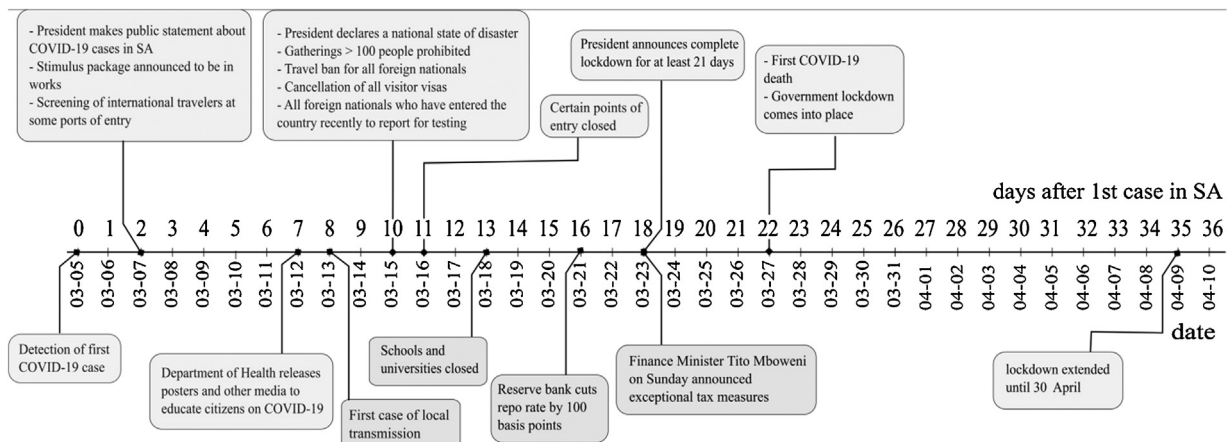 - President makes public statement about
COVID-19 cases in SA
- Stimulus package announced to be in
works
- Screening of international travelers at
some ports of entry
- President declares a national state of disaster
- Gatherings > 100 people prohibited
- Travel ban for all foreign nationals
- Cancellation of all visitor visas
- All foreign nationals who have entered the
country recently to report for testing
Certain points of
entry closed
President announces complete
lockdown for at least 21 days
- First COVID-19
death
- Government lockdown
comes into place
days after 1st case in SA
0 1 2 3 4 5 6 7 8 9 10 11 12 13 14 15 16 17 18 19 20 21 22 23 24 25 26 27 28 29 30 31 32 33 34 35 36
03-05 03-06 03-07 03-08 03-09 03-10 03-11 03-12 03-13 03-14 03-15 03-16 03-17 03-18 03-19 03-20 03-21 03-22 03-23 03-24 03-25 03-26 03-27 03-28 03-29 03-30 03-31 04-01 04-02 04-03 04-04 04-05 04-06 04-07 04-08 04-09 04-10
date
Detection of first
COVID-19 case
Department of Health releases
posters and other media to
educate citizens on COVID-19
First case of local
transmission
Schools and
universities closed
Reserve bank cuts
repo rate by 100
basis points
Finance Minister Tito Mboweni
on Sunday announced
exceptional tax measures
lockdown extended
until 30 April